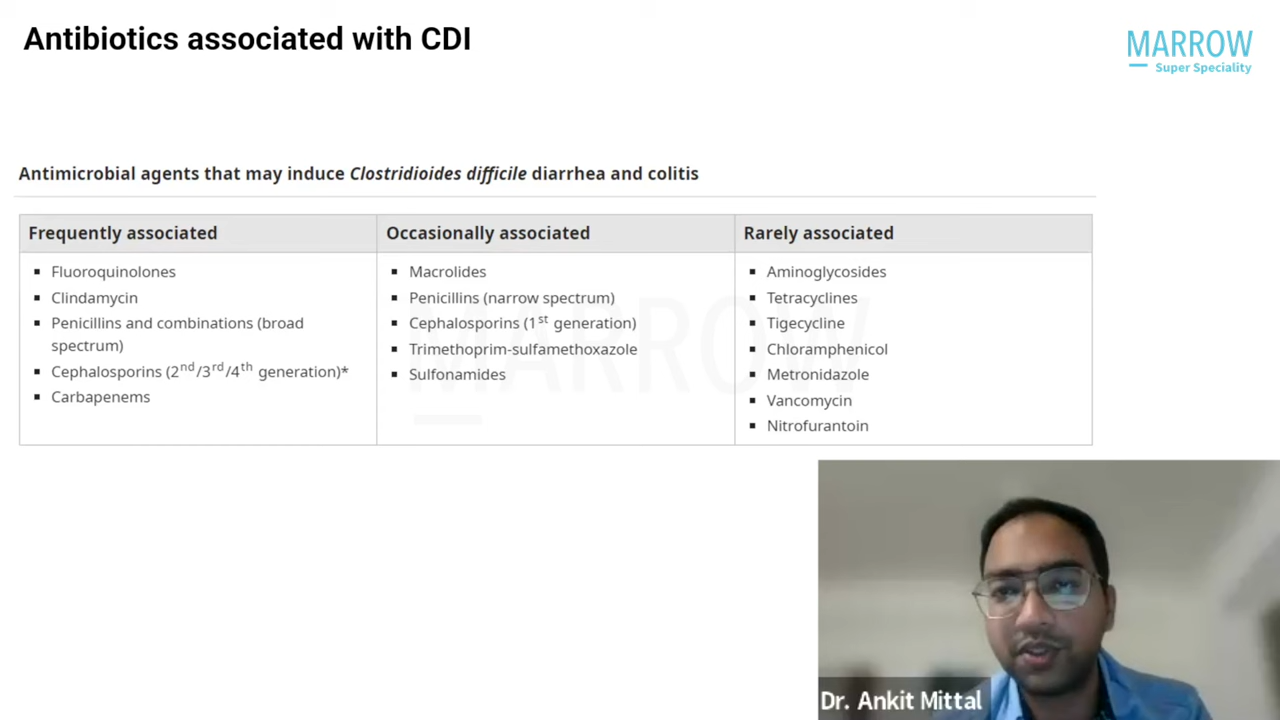 Antibiotics associated with CDI
MARROW
Super Speciality
Antimicrobial agents that may induce Clostridioides difficile diarrhea and colitis
Frequently associated
Fluoroquinolones
Clindamycin
Penicillins and combinations (broad
spectrum)
Cephalosporins (2nd/3rd/4th generation)*
Carbapenems
Occasionally associated
Macrolides
Penicillins (narrow spectrum)
Cephalosporins (1st generation)
Trimethoprim-sulfamethoxazole
Sulfonamides
Rarely associated
Aminoglycosides
Tetracyclines
Tigecycline
Chloramphenicol
Metronidazole
Vancomycin
Nitrofurantoin
MARROW
Dr. Ankit Mittal